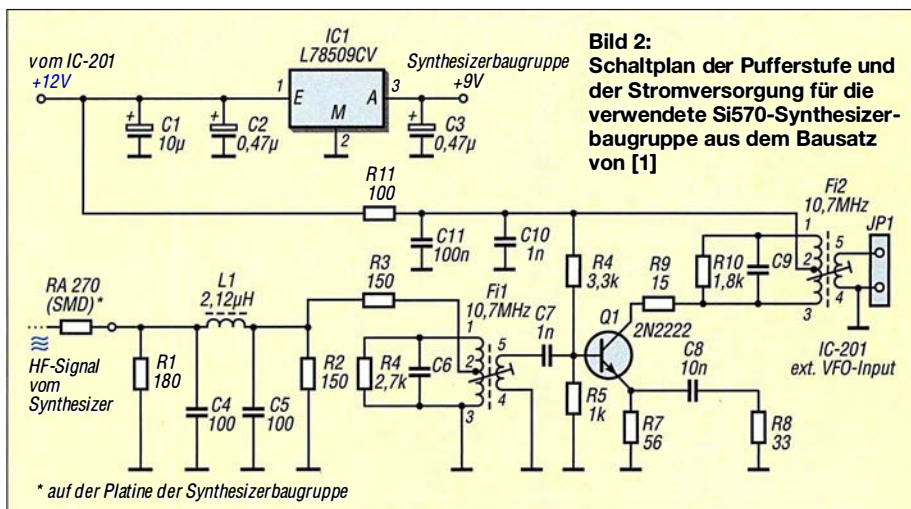 vom IC-201
+12V
IC1
L78509CV
1
E
A
3
M
2
Synthesizerbaugruppe
+9V
+
C1
10µ
+
C2
0,47µ
+
C3
0,47µ
Bild 2:
Schaltplan der Pufferstufe und
der Stromversorgung für die
verwendete Si570-Synthesizer-
baugruppe aus dem Bausatz
von [1]
R11
100
C11
100n
C10
1n
Fi2
10,7MHz
JP1
1
2
3
5
4
RA 270
(SMD)*
HF-Signal
vom
Synthesizer
L1
2,12µH
R1
180
C4
100
C5
100
R2
150
R3
150
Fi1
10,7MHz
R4
2,7k
C6
1
2
3
5
4
C7
1n
R4
3,3k
R5
1k
Q1
2N2222
R9
15
R10
1,8k
C9
C8
10n
R7
56
R8
33
IC-201
ext. VFO-Input
* auf der Platine der Synthesizerbaugruppe